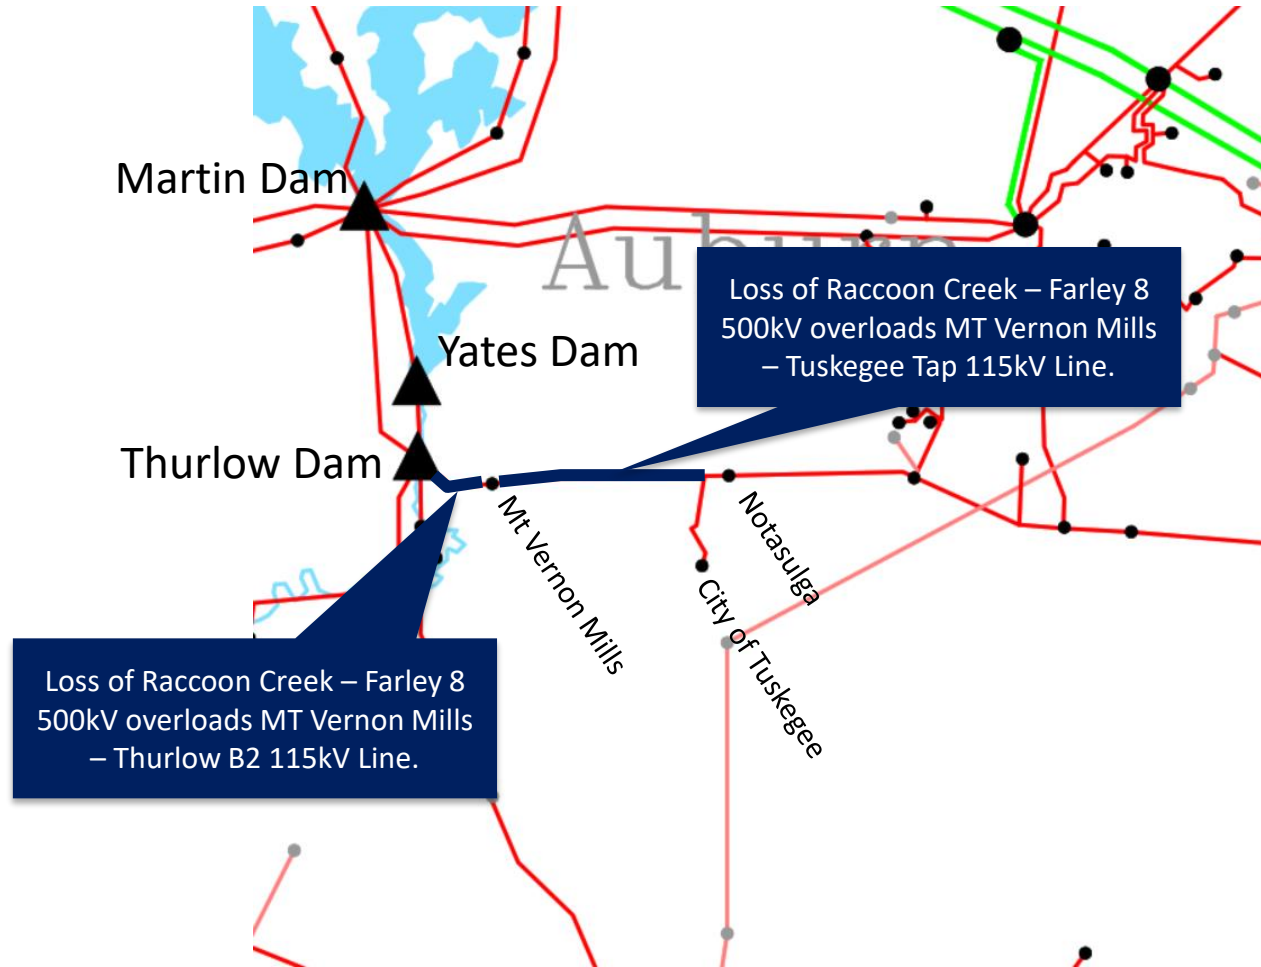 Martin Dam
Auburn
Loss of Raccoon Creek – Farley 8
500kV overloads MT Vernon Mills
– Tuskegee Tap 115kV Line.
Yates Dam
Thurlow Dam
Mt Vernon Mills
Notasulga
City of Tuskegee
Loss of Raccoon Creek – Farley 8
500kV overloads MT Vernon Mills
– Thurlow B2 115kV Line.